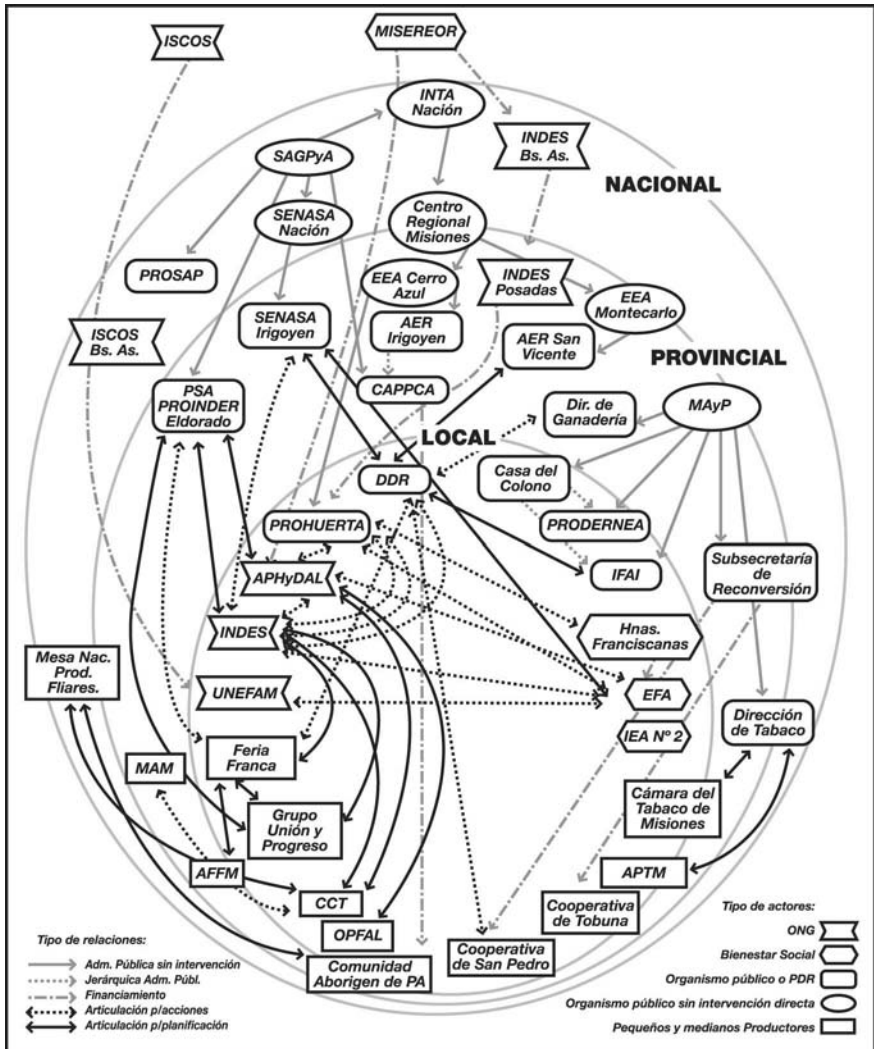 ISCOS
MISEREOR
INTA
Nación
INDES
Bs. As.
SAGPyA
NACIONAL
SENASA
Nación
Centro
Regional
Misiones
PROSAP
EEA Cerro
Azul
INDES
Posadas
EEA
Montecarlo
SENASA
Irigoyen
AER
Irigoyen
AER San
Vicente
ISCOS
Bs. As.
PROVINCIAL
PSA
PROINDER
Eldorado
CAPPCA
Dir. de
Ganadería
MAyP
LOCAL
DDR
Casa del
Colono
PROHUERTA
PRODERNEA
APHyDAL
IFAI
Subsecretaría
de
Reconversión
INDES
Hnas.
Franciscanas
Mesa Nac.
Prod.
Fliares.
UNEFAM
EFA
IEA Nº 2
Dirección
de Tabaco
MAM
Feria
Franca
Grupo
Unión y
Progreso
Cámara del
Tabaco de
Misiones
AFFM
APTM
CCT
Cooperativa
de Tobuna
OPFAL
Cooperativa
de San Pedro
Comunidad
Aborigen de PA
Tipo de relaciones:
Adm. Pública sin intervención
Jerárquica Adm. Públ.
Financiamiento
Articulación p/acciones
Articulación p/planificación
Tipo de actores:
ONG
Bienestar Social
Organismo público o PDR
Organismo público sin intervención directa
Pequeños y medianos Productores